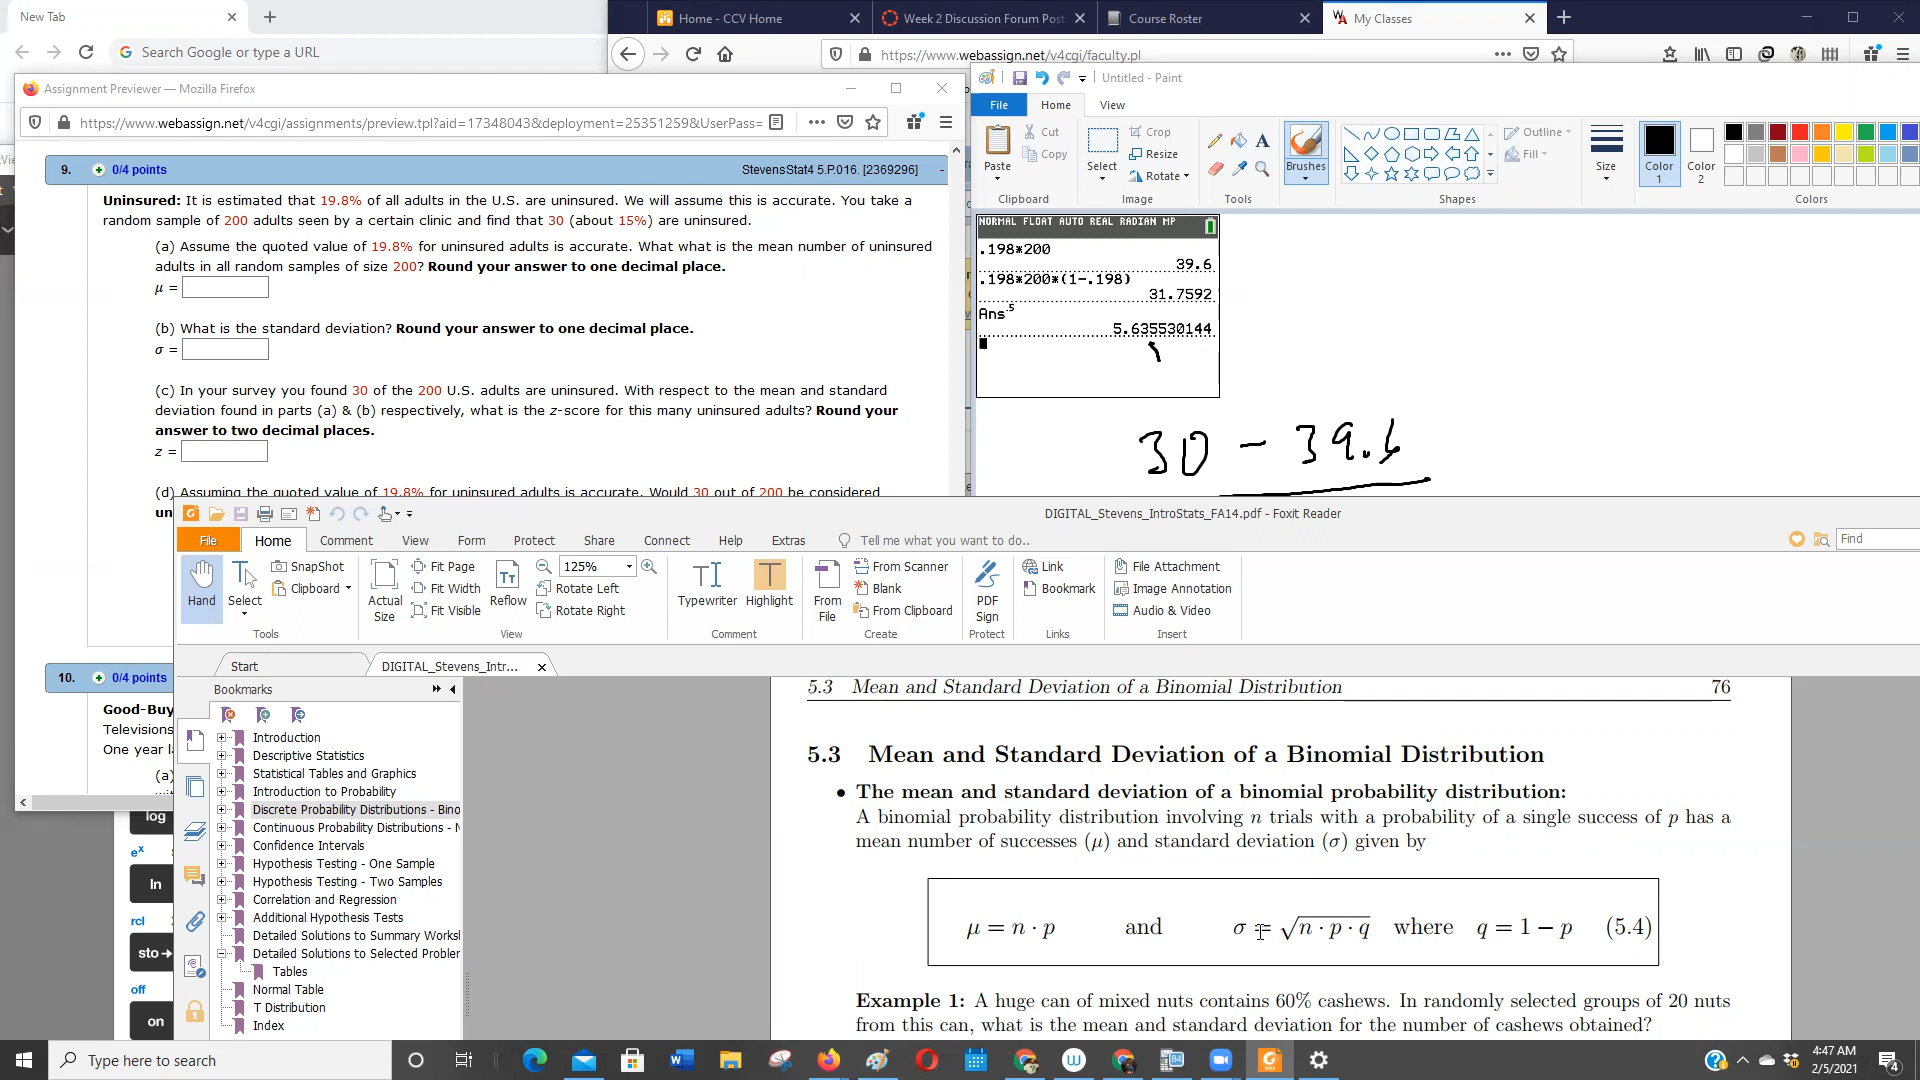 New Tab
Home - CCV Home
Week 2 Discussion Forum Post
Course Roster
My Classes
Search Google or type a URL
https://www.webassign.net/v4cgi/faculty.pl
Assignment Previewer — Mozilla Firefox
https://www.webassign.net/v4cgi/assignments/preview.tpl?aid=17348043&deployment=25351259&UserPass=
9. 0/4 points StevensStat4 5.P.016. [2369296] -
Uninsured: It is estimated that 19.8% of all adults in the U.S. are uninsured. We will assume this is accurate. You take a
random sample of 200 adults seen by a certain clinic and find that 30 (about 15%) are uninsured.
(a) Assume the quoted value of 19.8% for uninsured adults is accurate. What what is the mean number of uninsured
adults in all random samples of size 200? Round your answer to one decimal place.
μ =
(b) What is the standard deviation? Round your answer to one decimal place.
σ =
(c) In your survey you found 30 of the 200 U.S. adults are uninsured. With respect to the mean and standard
deviation found in parts (a) & (b) respectively, what is the z-score for this many uninsured adults? Round your
answer to two decimal places.
z =
(d) Assuming the quoted value of 19.8% for uninsured adults is accurate. Would 30 out of 200 be considered
un
10. 0/4 points
Good-Buy
Televisions
One year l
(a)
Untitled - Paint
File Home View
Paste
Cut
Copy
Clipboard
Select
Crop
Resize
Rotate
Image
Tools
Brushes
Shapes
Outline
Fill
Size
Color 1
Color 2
Colors
NORMAL FLOAT AUTO REAL RADIAN MP
.198*200
39.6
.198*200*(1-.198)
31.7592
Ans^.5
5.635530144
30 - 39.6
DIGITAL_Stevens_IntroStats_FA14.pdf - Foxit Reader
File Home Comment View Form Protect Share Connect Help Extras Tell me what you want to do.. Find
Hand
Select
SnapShot
Clipboard
Tools
Actual Size
Fit Page
Fit Width
Fit Visible
Reflow
125%
Rotate Left
Rotate Right
View
Typewriter
Highlight
Comment
From File
From Scanner
Blank
From Clipboard
Create
PDF Sign
Protect
Link
Bookmark
Links
File Attachment
Image Annotation
Audio & Video
Insert
Start
DIGITAL_Stevens_Intr...
Bookmarks
Introduction
Descriptive Statistics
Statistical Tables and Graphics
Introduction to Probability
Discrete Probability Distributions - Bino
Continuous Probability Distributions - N
Confidence Intervals
Hypothesis Testing - One Sample
Hypothesis Testing - Two Samples
Correlation and Regression
Additional Hypothesis Tests
Detailed Solutions to Summary Worksh
Detailed Solutions to Selected Problem
Tables
Normal Table
T Distribution
Index
log
e^x
ln
rcl
sto→
off
on
5.3 Mean and Standard Deviation of a Binomial Distribution 76
5.3 Mean and Standard Deviation of a Binomial Distribution
• The mean and standard deviation of a binomial probability distribution:
A binomial probability distribution involving n trials with a probability of a single success of p has a
mean number of successes (μ) and standard deviation (σ) given by
μ = n · p and σ = √n · p · q where q = 1 − p (5.4)
Example 1: A huge can of mixed nuts contains 60% cashews. In randomly selected groups of 20 nuts
from this can, what is the mean and standard deviation for the number of cashews obtained?
Type here to search
4:47 AM
2/5/2021
4